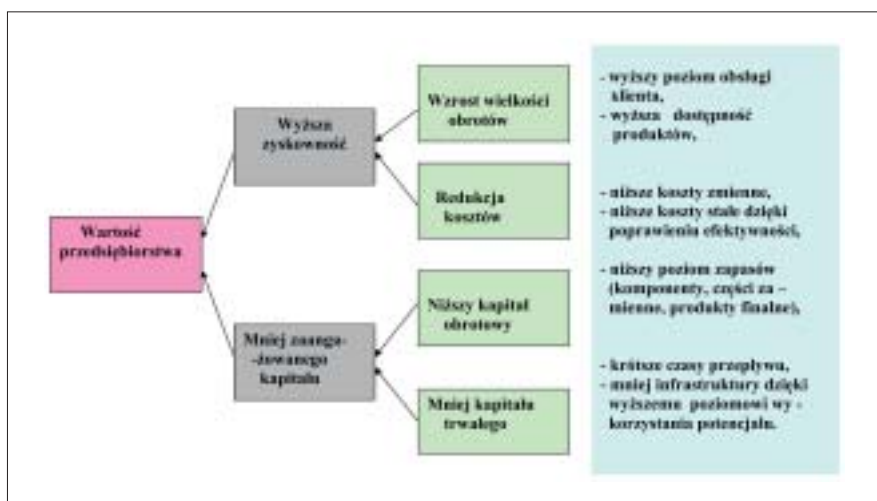 Wartość
przedsiębiorstwa
Wyższa
zyskowność
Mniej zaanga-
-żowanego
kapitału
Wzrost wielkości
obrotów
Redukcja
kosztów
Niższy kapitał
obrotowy
Mniej kapitału
trwałego
- wyższy poziom obsługi
klienta,
- wyższa dostępność
produktów,
- niższe koszty zmienne,
- niższe koszty stałe dzięki
poprawieniu efektywności,
- niższy poziom zapasów
(komponenty, części za –
mienne, produkty finalne),
- krótsze czasy przepływu,
- mniej infrastruktury dzięki
wyższemu poziomowi wy -
korzystania potencjału.